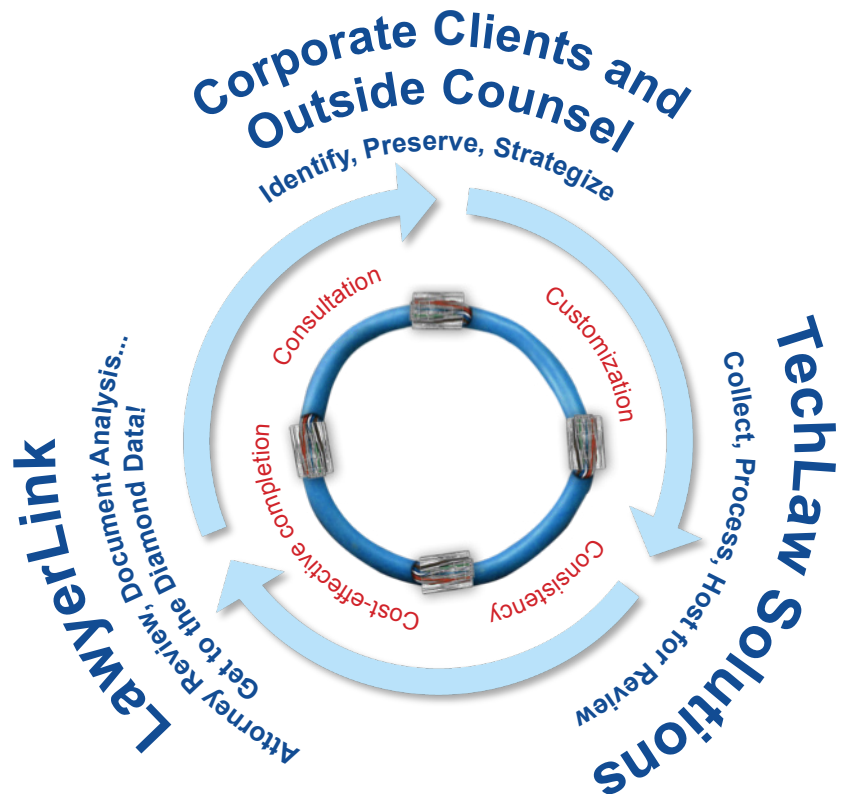 Corporate Clients and
Outside Counsel
Identify, Preserve, Strategize
TechLaw Solutions
Collect, Process, Host for Review
LawyerLink
Attorney Review, Document Analysis...
Get to the Diamond Data!
Consultation
Customization
Consistency
Cost-effective completion